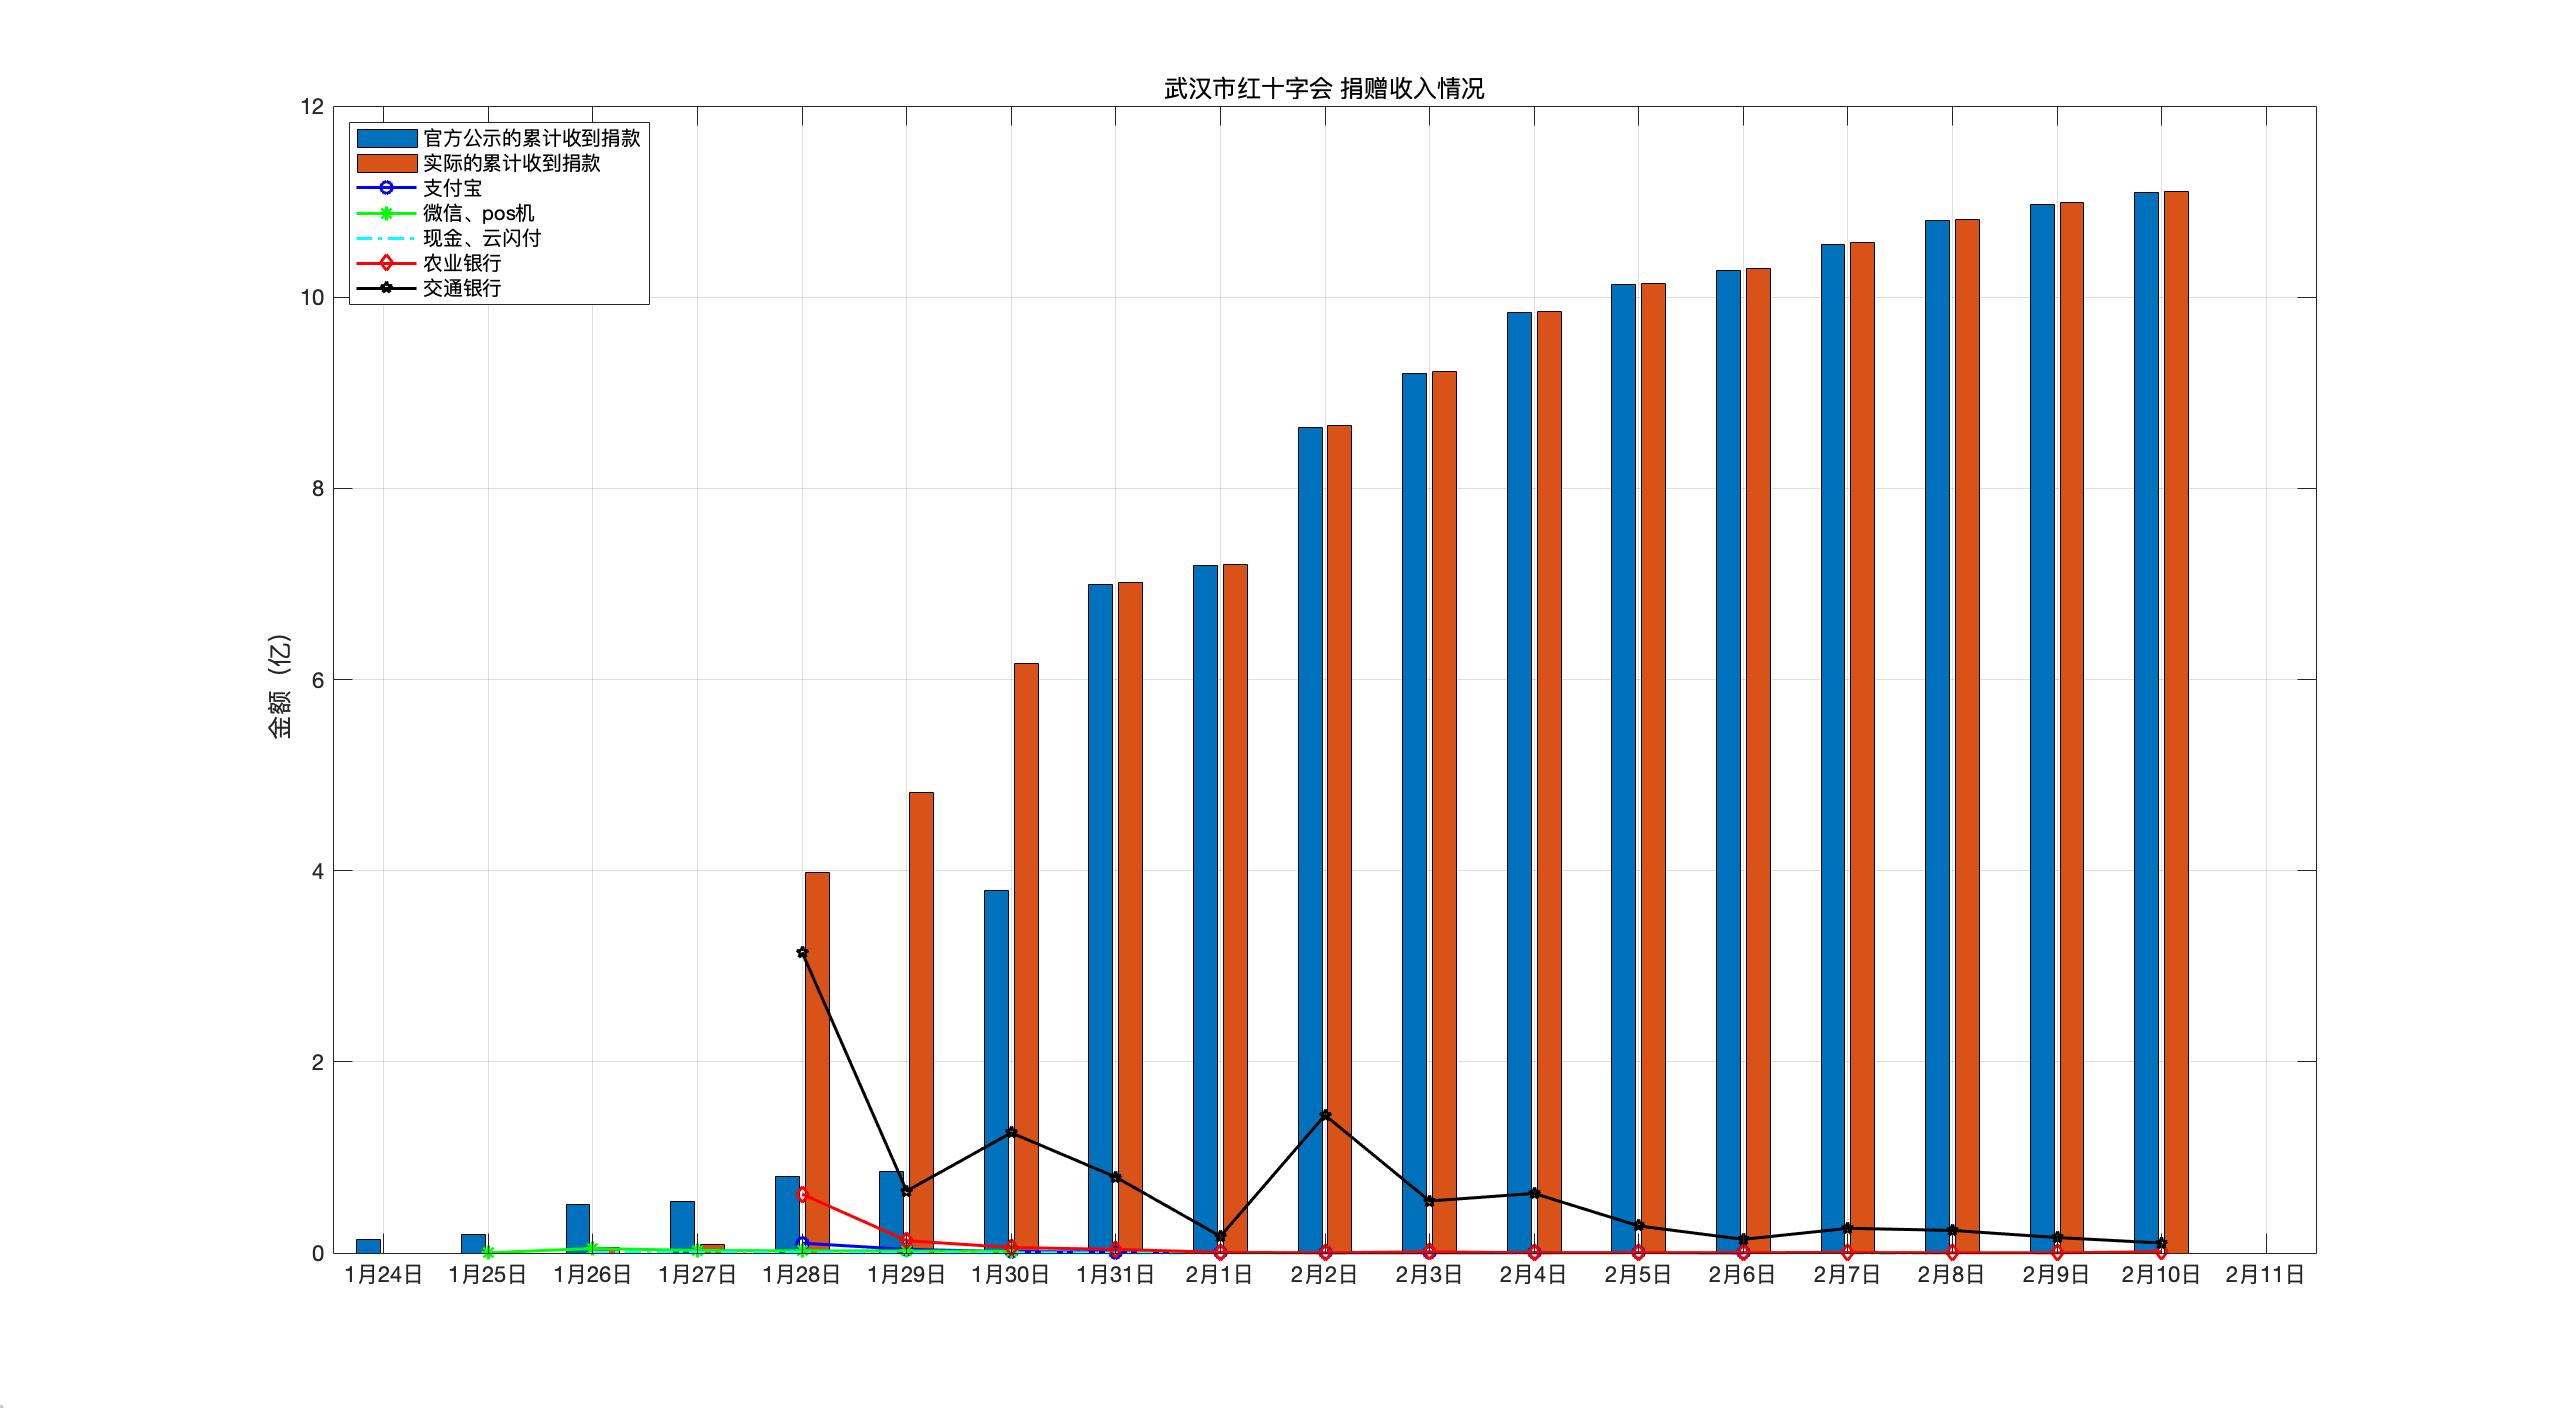 武汉市红十字会 捐赠收入情况
官方公示的累计收到捐款
实际的累计收到捐款
支付宝
微信、pos机
现金、云闪付
农业银行
交通银行
金额（亿）
12
10
8
6
4
2
0
1月24日 1月25日 1月26日 1月27日 1月28日 1月29日 1月30日 1月31日 2月1日 2月2日 2月3日 2月4日 2月5日 2月6日 2月7日 2月8日 2月9日 2月10日 2月11日